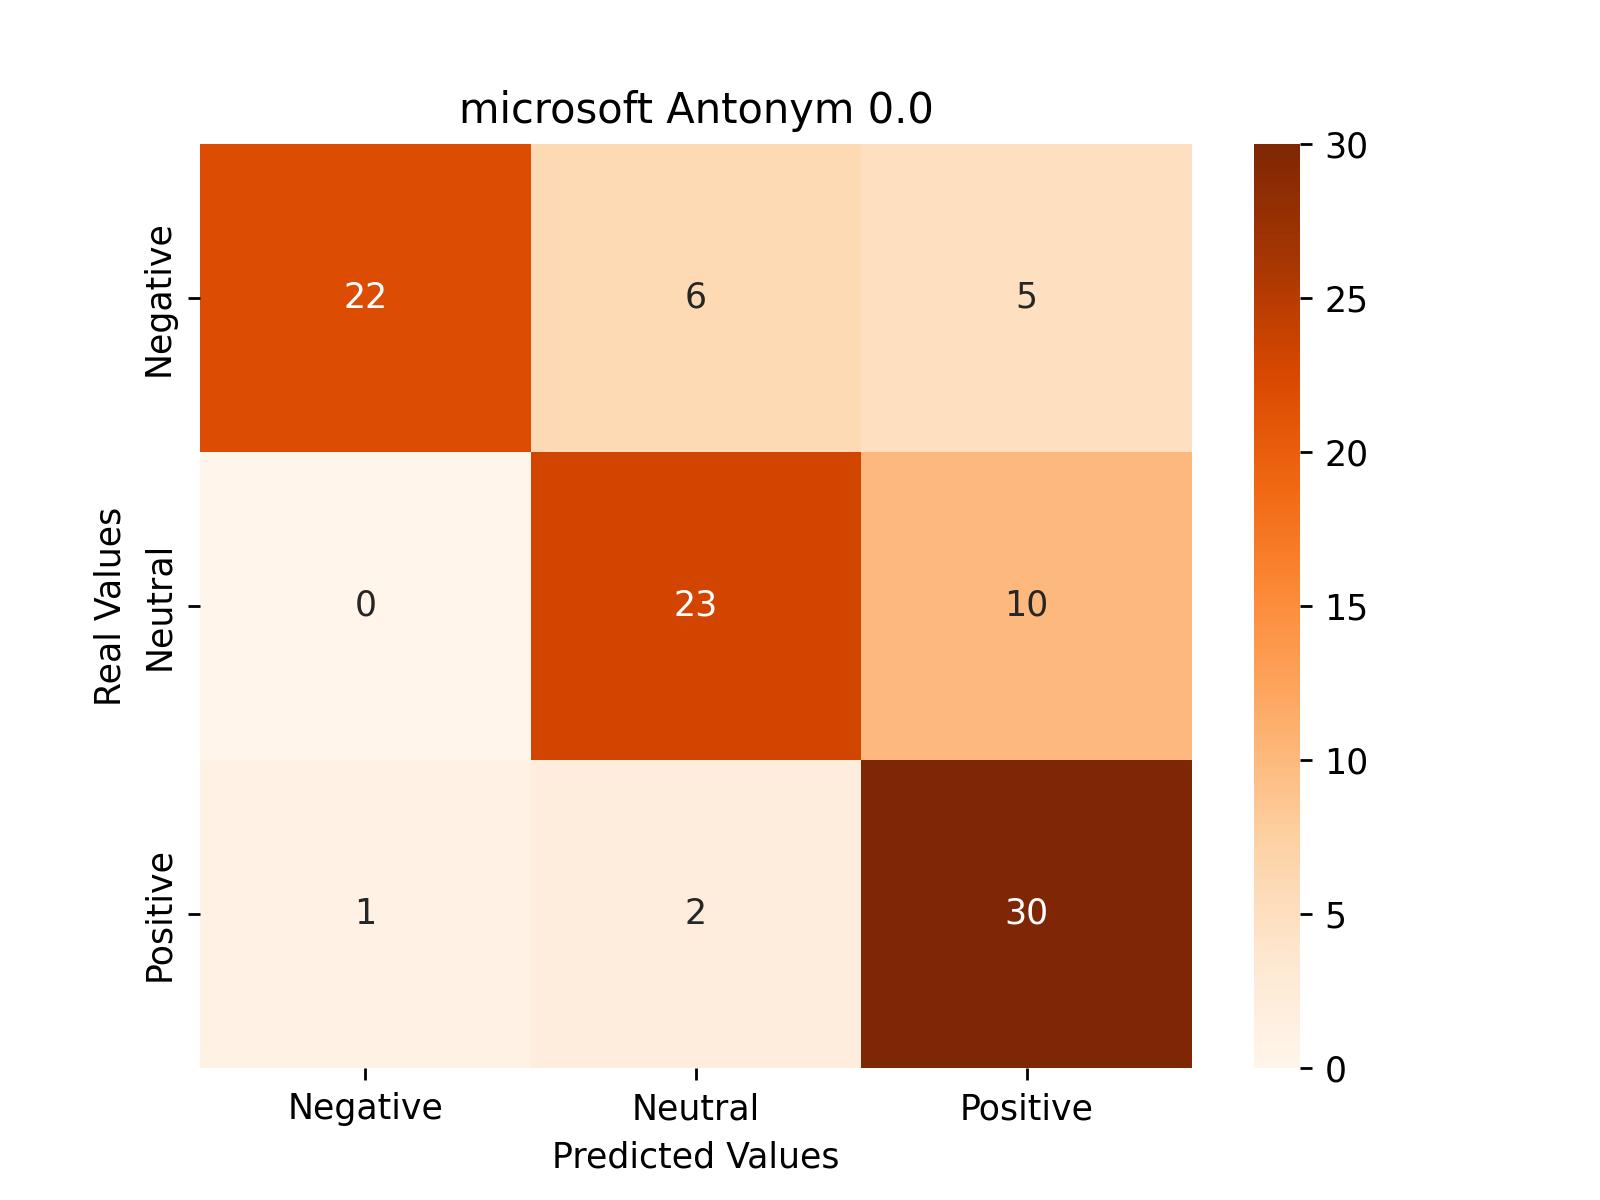 microsoft Antonym 0.0
Real Values
Negative
22 6 5
Neutral
0 23 10
Positive
1 2 30
Negative Neutral Positive
Predicted Values
30
25
20
15
10
5
0